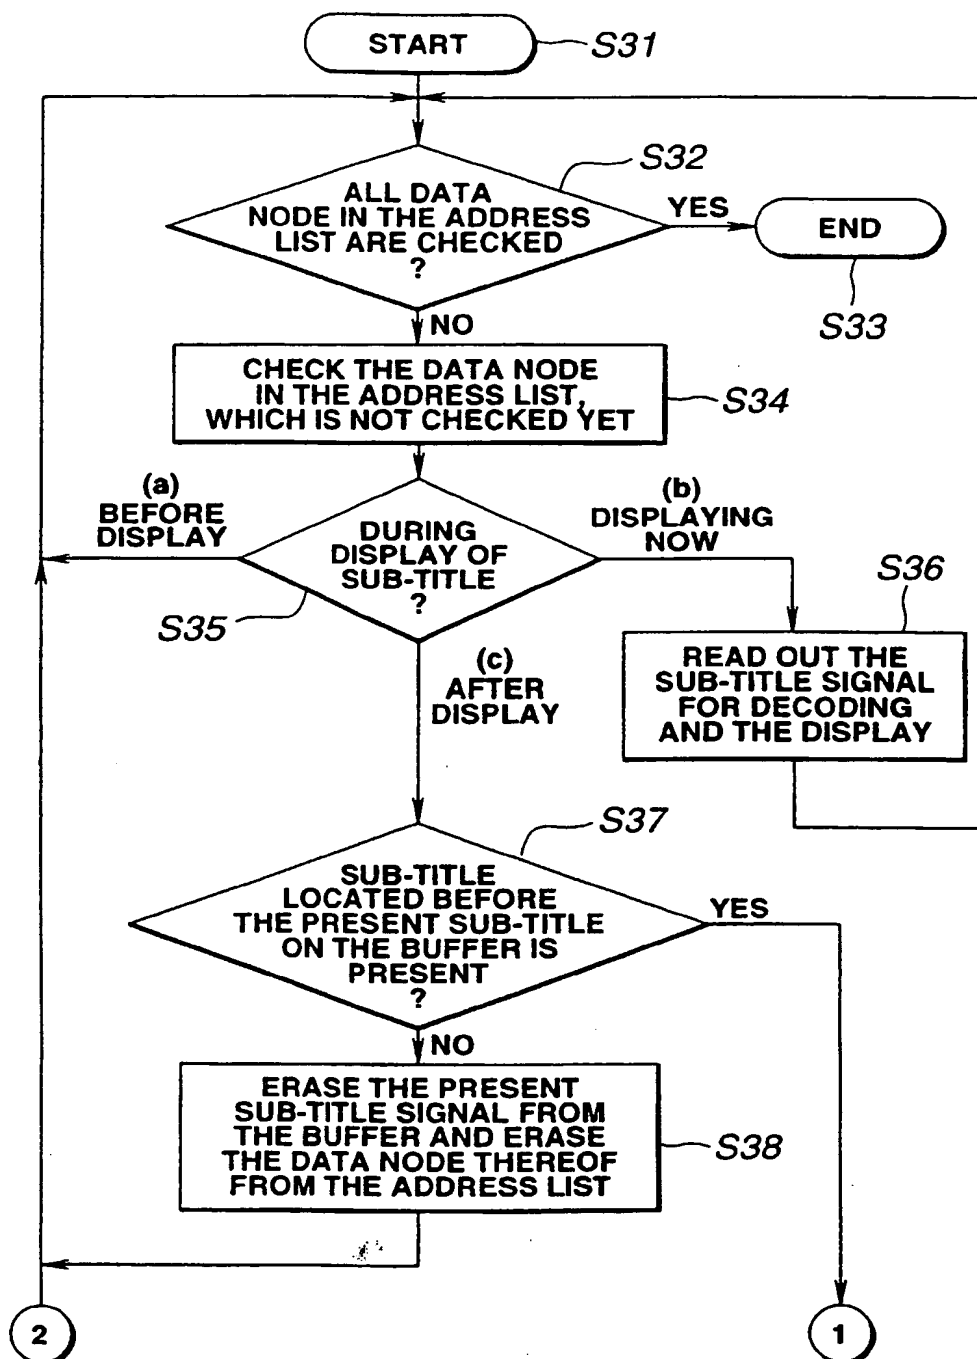 START
S31
S32
ALL DATA
NODE IN THE ADDRESS
LIST ARE CHECKED
?
YES
END
S33
NO
CHECK THE DATA NODE
IN THE ADDRESS LIST,
WHICH IS NOT CHECKED YET
S34
(a)
BEFORE
DISPLAY
(b)
DISPLAYING
NOW
DURING
DISPLAY OF
SUB-TITLE
?
S35
S36
READ OUT THE
SUB-TITLE SIGNAL
FOR DECODING
AND THE DISPLAY
(c)
AFTER
DISPLAY
S37
SUB-TITLE
LOCATED BEFORE
THE PRESENT SUB-TITLE
ON THE BUFFER IS
PRESENT
?
YES
NO
ERASE THE PRESENT
SUB-TITLE SIGNAL FROM
THE BUFFER AND ERASE
THE DATA NODE THEREOF
FROM THE ADDRESS LIST
S38
2
1